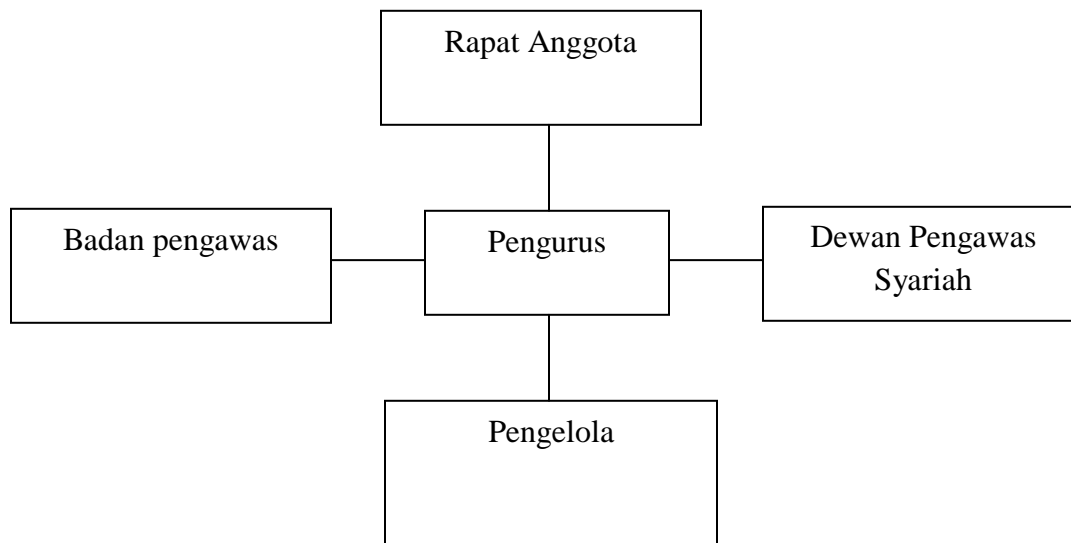 Rapat Anggota
Badan pengawas
Pengurus
Dewan Pengawas
Syariah
Pengelola